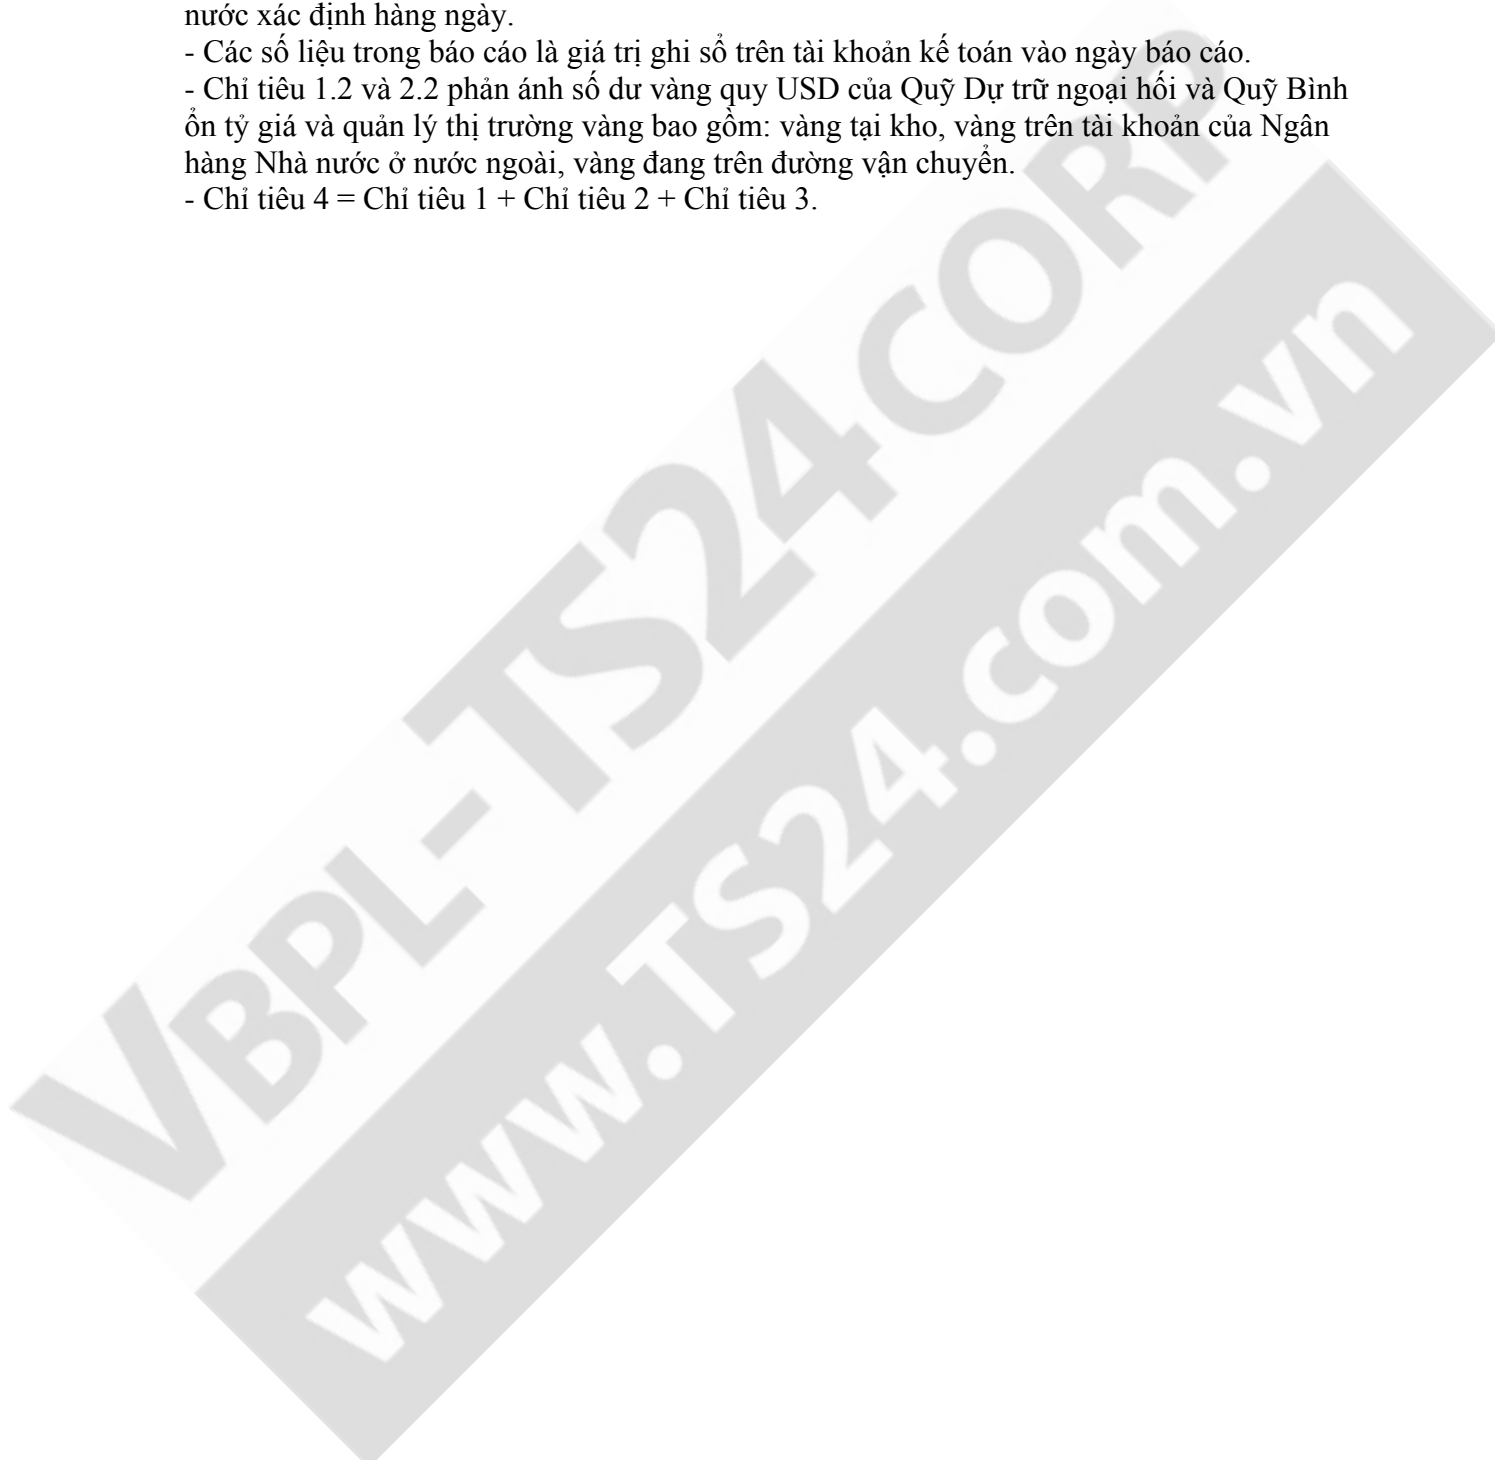 nước xác định hàng ngày.
- Các số liệu trong báo cáo là giá trị ghi sổ trên tài khoản kế toán vào ngày báo cáo.
- Chỉ tiêu 1.2 và 2.2 phản ánh số dư vàng quy USD của Quỹ Dự trữ ngoại hối và Quỹ Bình
ổn tỷ giá và quản lý thị trường vàng bao gồm: vàng tại kho, vàng trên tài khoản của Ngân
hàng Nhà nước ở nước ngoài, vàng đang trên đường vận chuyển.
- Chỉ tiêu 4 = Chỉ tiêu 1 + Chỉ tiêu 2 + Chỉ tiêu 3.
VBPL-TS24CORP
www.TS24.com.vn